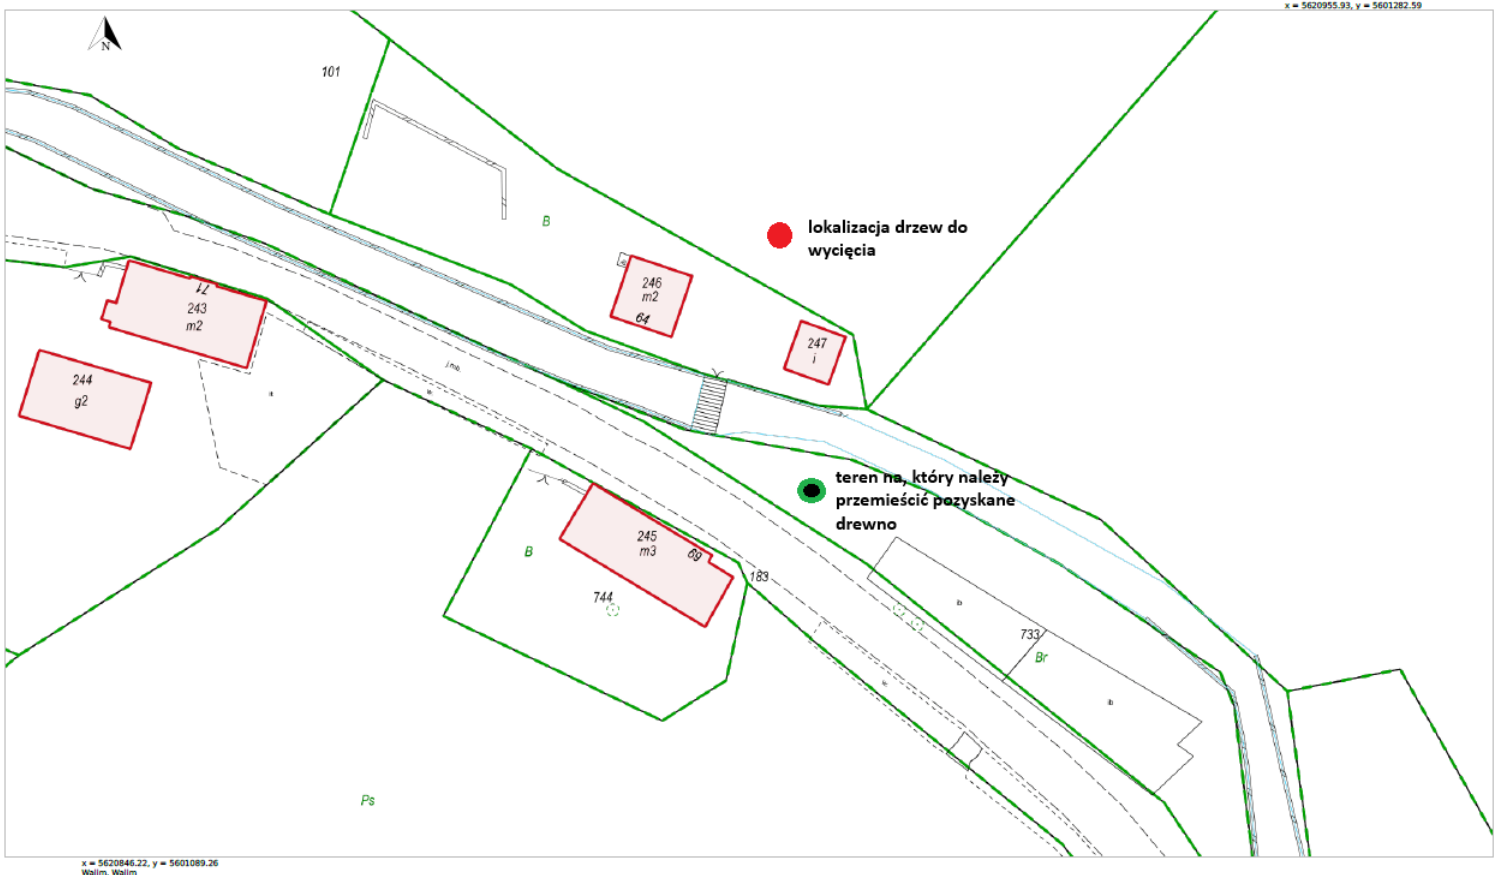 x = 5620955.93, y = 5601282.59
N
101
B
lokalizacja drzew do
wycięcia
246
m2
64
71
243
m2
247
i
244
g2
teren na, który należy
przemieścić pozyskane
drewno
245
m3
69
B
183
744
733
Br
Ps
x = 5620846.22, y = 5601089.26
Walim, Walim